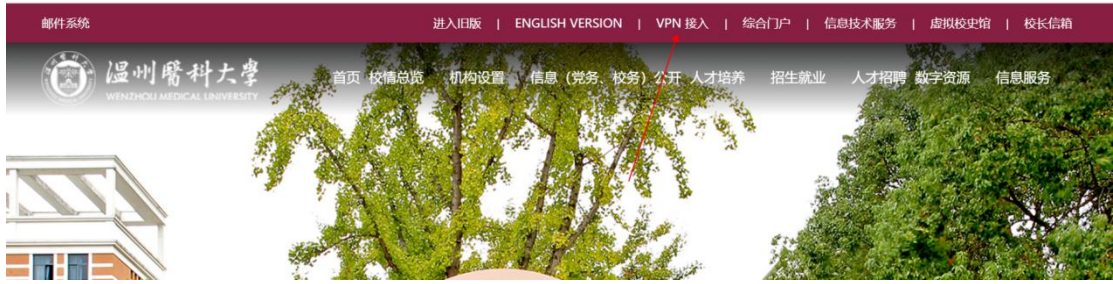 邮件系统 进入旧版 | ENGLISH VERSION | VPN 接入 | 综合门户 | 信息技术服务 | 虚拟校史馆 | 校长信箱
温州醫科大學 首页 校情总览 机构设置 信息（党务、校务）公开 人才培养 招生就业 人才招聘 数字资源 信息服务
WENZHOU MEDICAL UNIVERSITY